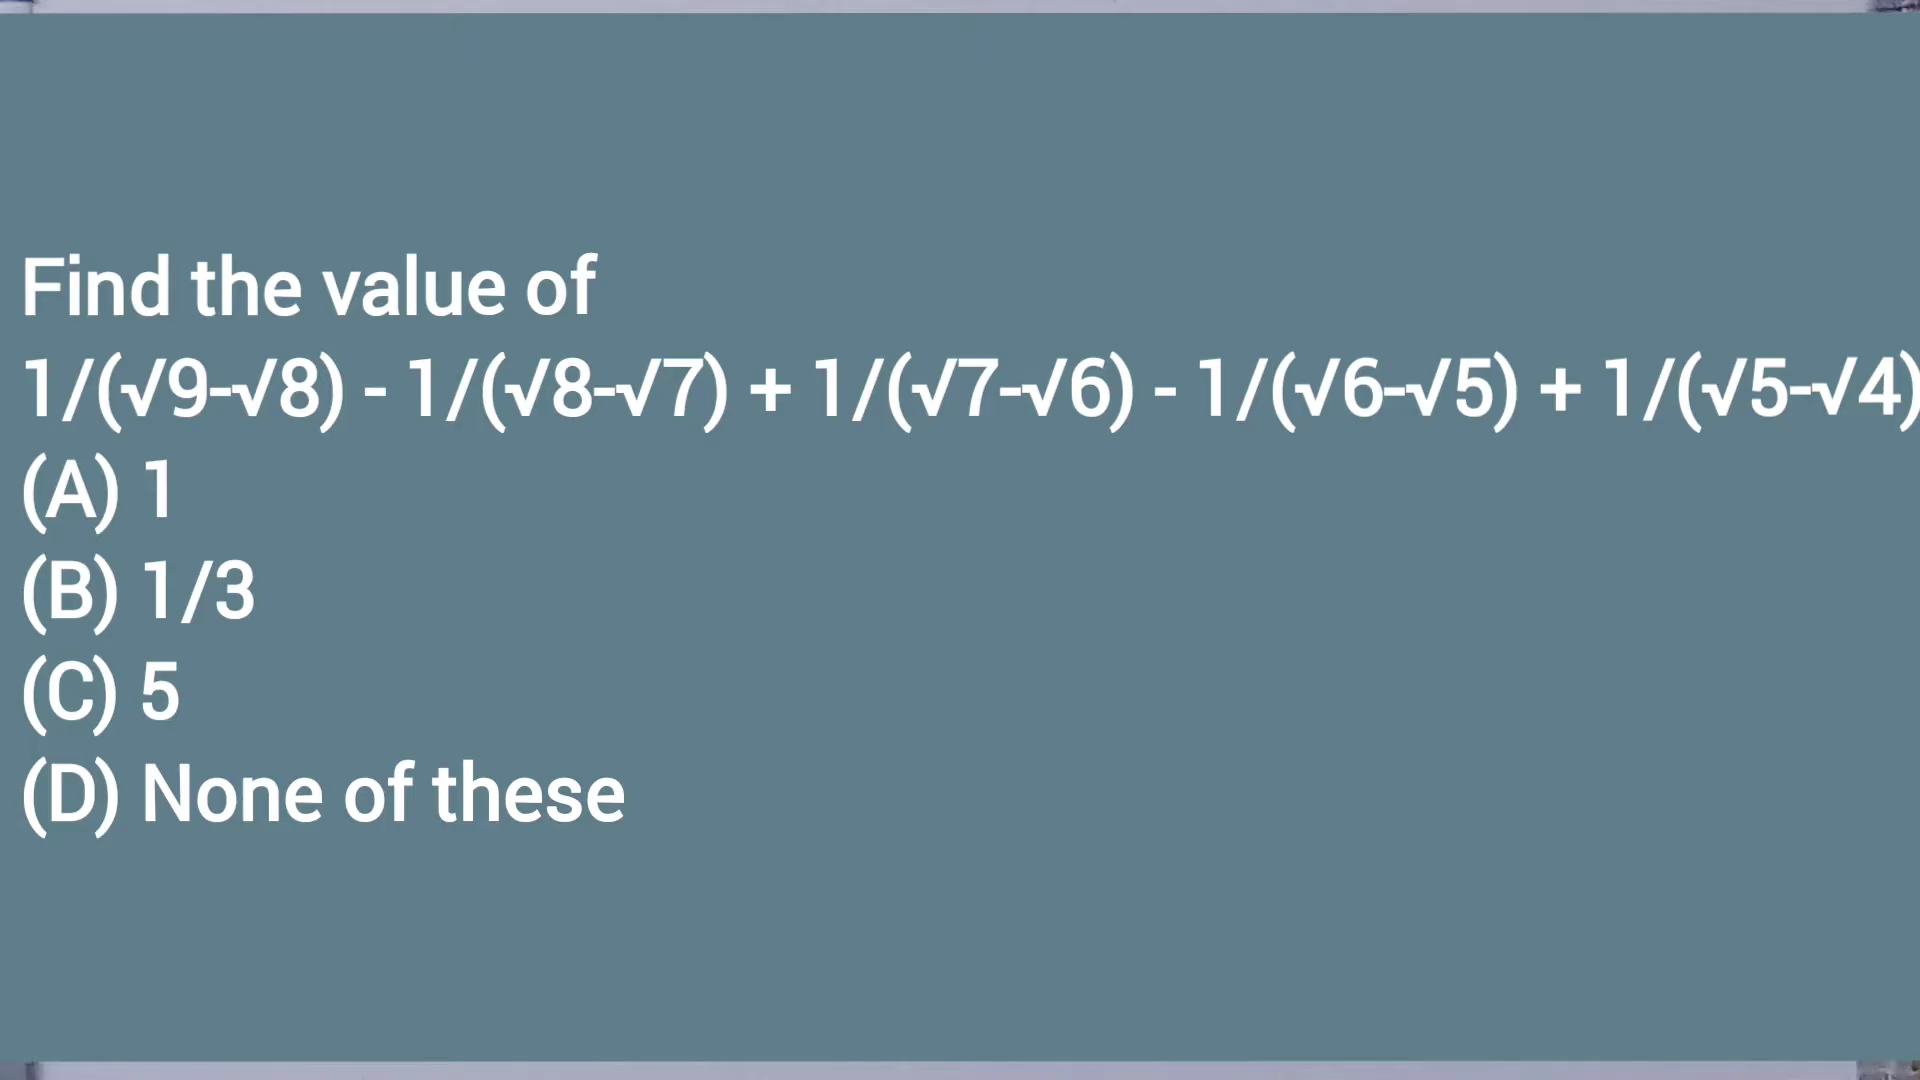 Find the value of
1/(√9-√8) - 1/(√8-√7) + 1/(√7-√6) - 1/(√6-√5) + 1/(√5-√4)
(A) 1
(B) 1/3
(C) 5
(D) None of these